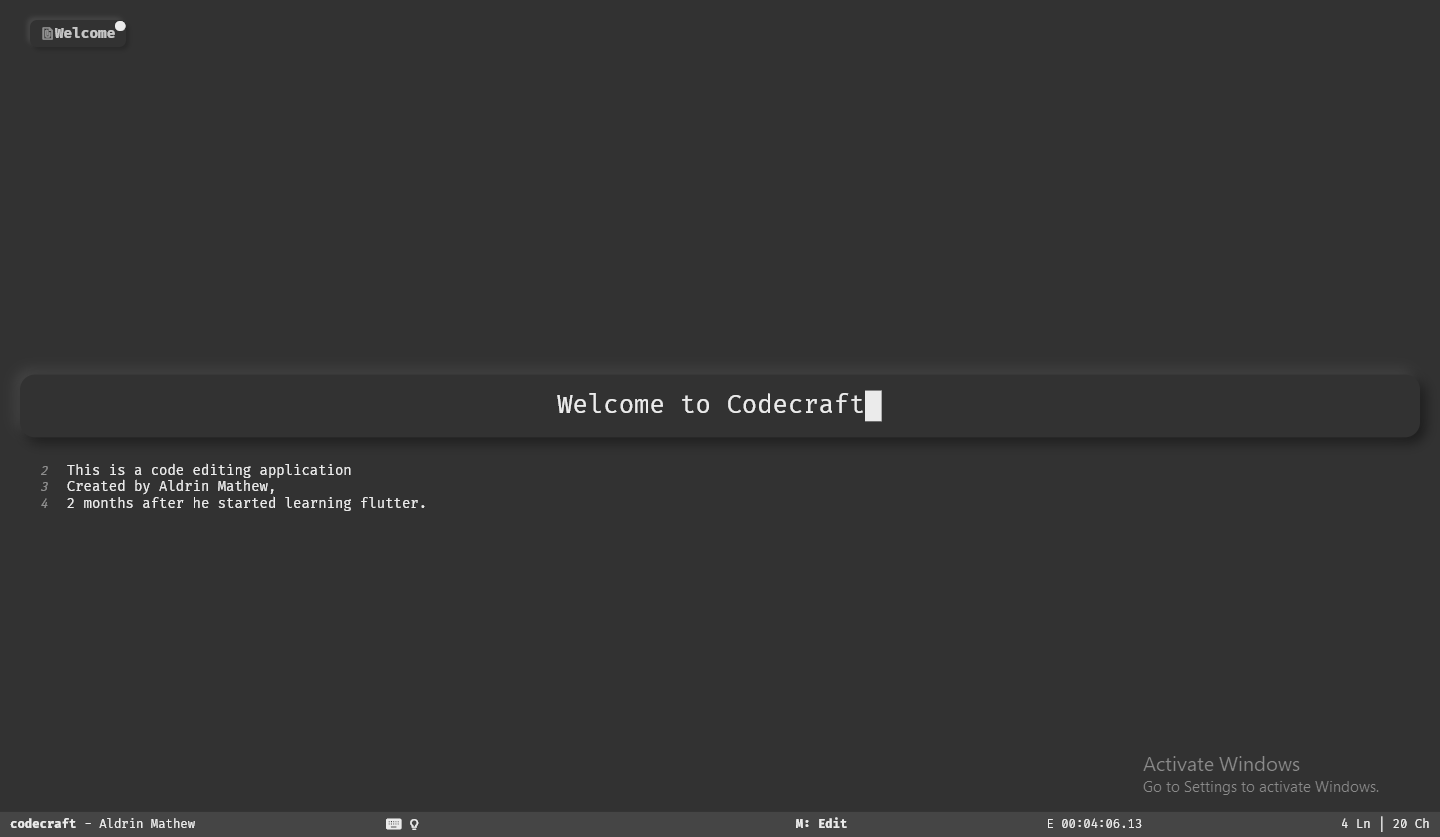 Welcome
Welcome to Codecraft
2 This is a code editing application
3 Created by Aldrin Mathew,
4 2 months after he started learning flutter.
Activate Windows
Go to Settings to activate Windows.
codecraft - Aldrin Mathew M: Edit E 00:04:06.13 4 Ln | 20 Ch